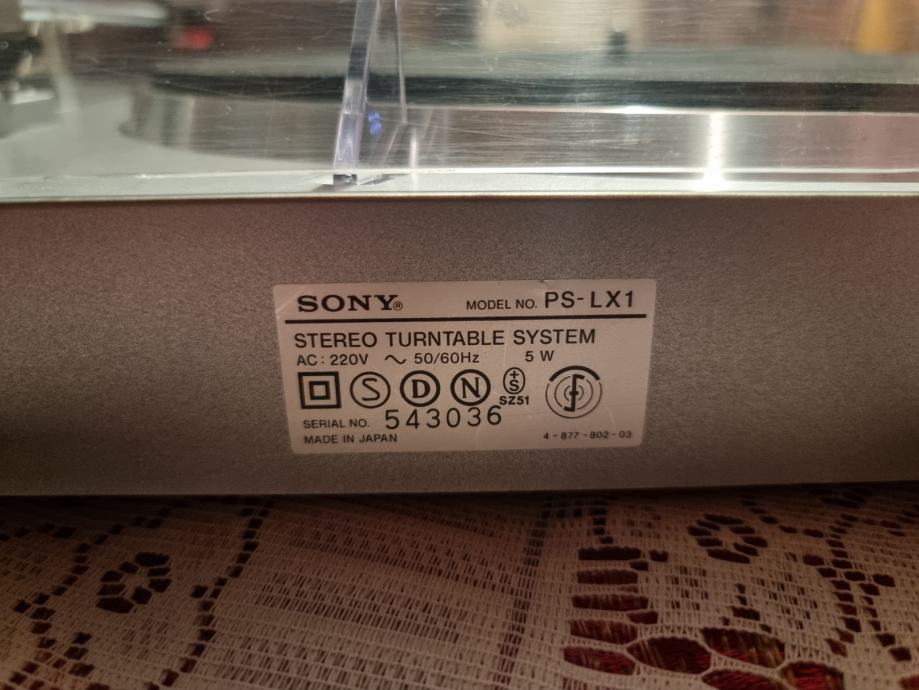 SONY® MODEL NO. PS-LX1
STEREO TURNTABLE SYSTEM
AC: 220V ~ 50/60Hz 5 W
S D N +S
SZ51
SERIAL NO. 543036
MADE IN JAPAN 4-877-802-03